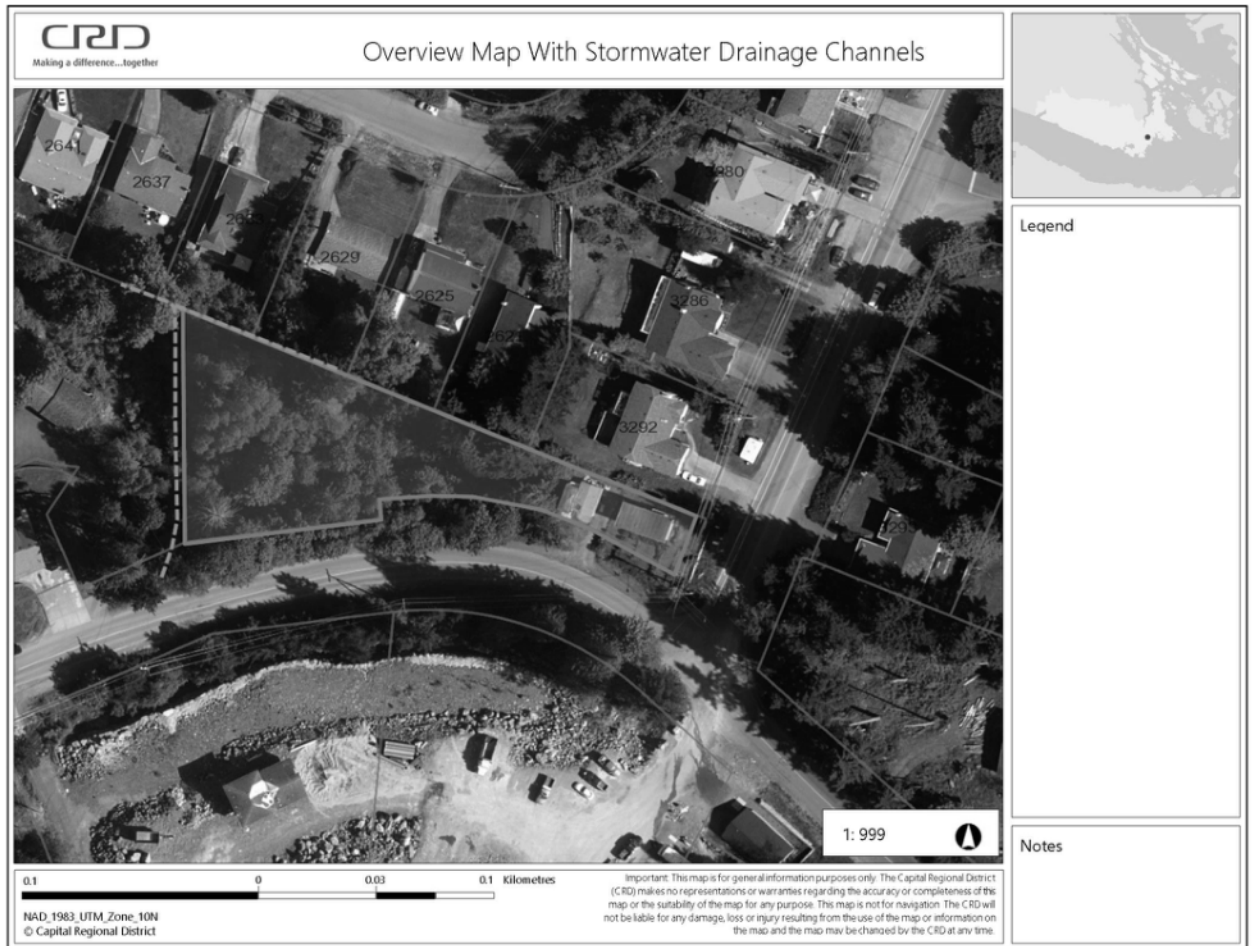 CRD
Making a difference...together
Overview Map With Stormwater Drainage Channels
2641
2637
2629
2625
3286
3292
Legend
1: 999
Notes
0.1 0 0.03 0.1 Kilometres
NAD_1983_UTM_Zone_10N
© Capital Regional District
Important: This map is for general information purposes only. The Capital Regional District
(CRD) makes no representations or warranties regarding the accuracy or completeness of this
map or the suitability of the map for any purpose. This map is not for navigation. The CRD will
not be liable for any damage, loss or injury resulting from the use of the map or information on
the map and the map may be changed by the CRD at any time.